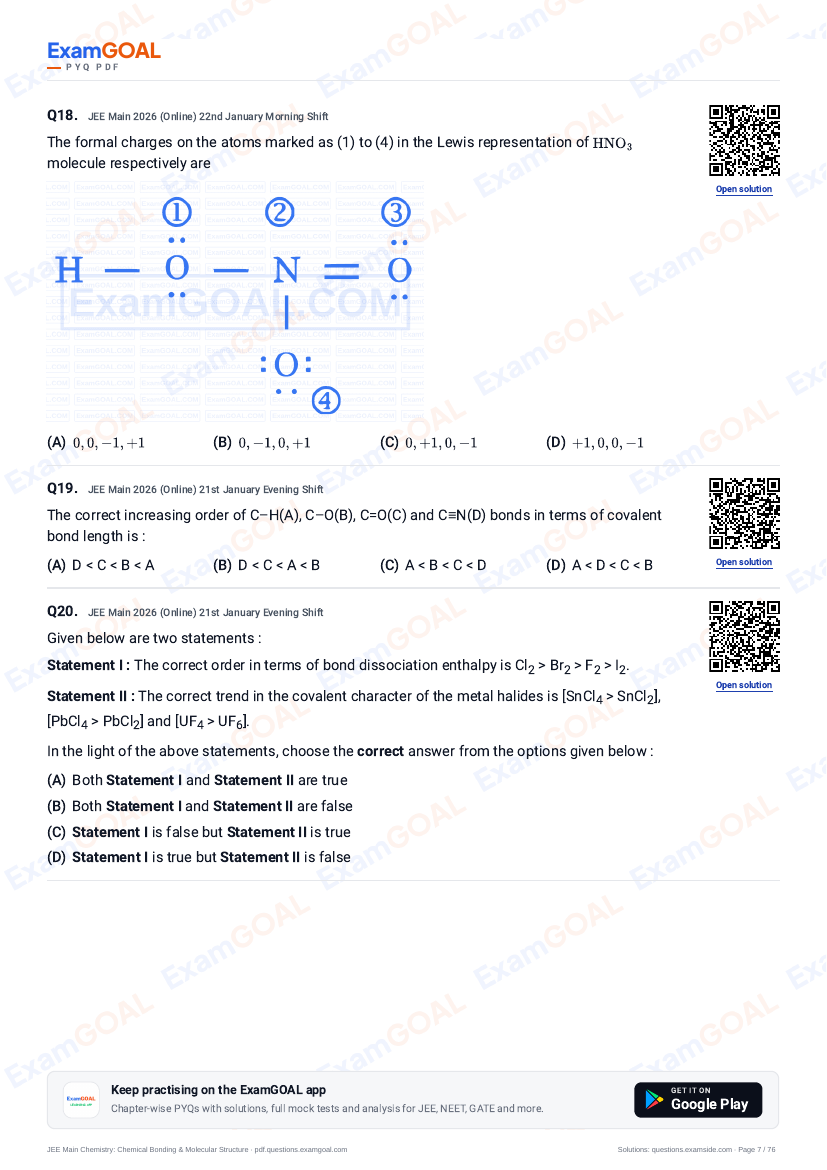 ExamGOAL
PYQ PDF
Q18. JEE Main 2026 (Online) 22nd January Morning Shift
The formal charges on the atoms marked as (1) to (4) in the Lewis representation of HNO₃
molecule respectively are
Open solution
① ② ③
H — O — N = O
|
:O:
④
ExamGOAL.COM
(A) 0, 0, −1, +1 (B) 0, −1, 0, +1 (C) 0, +1, 0, −1 (D) +1, 0, 0, −1
Q19. JEE Main 2026 (Online) 21st January Evening Shift
The correct increasing order of C−H(A), C−O(B), C=O(C) and C≡N(D) bonds in terms of covalent
bond length is :
(A) D < C < B < A (B) D < C < A < B (C) A < B < C < D (D) A < D < C < B
Open solution
Q20. JEE Main 2026 (Online) 21st January Evening Shift
Given below are two statements :
Statement I : The correct order in terms of bond dissociation enthalpy is Cl₂ > Br₂ > F₂ > I₂.
Statement II : The correct trend in the covalent character of the metal halides is [SnCl₄ > SnCl₂],
[PbCl₄ > PbCl₂] and [UF₄ > UF₆].
Open solution
In the light of the above statements, choose the correct answer from the options given below :
(A) Both Statement I and Statement II are true
(B) Both Statement I and Statement II are false
(C) Statement I is false but Statement II is true
(D) Statement I is true but Statement II is false
ExamGOAL
Keep practising on the ExamGOAL app
Chapter-wise PYQs with solutions, full mock tests and analysis for JEE, NEET, GATE and more.
GET IT ON
Google Play
JEE Main Chemistry: Chemical Bonding & Molecular Structure · pdf.questions.examgoal.com
Solutions: questions.examside.com · Page 7 / 76